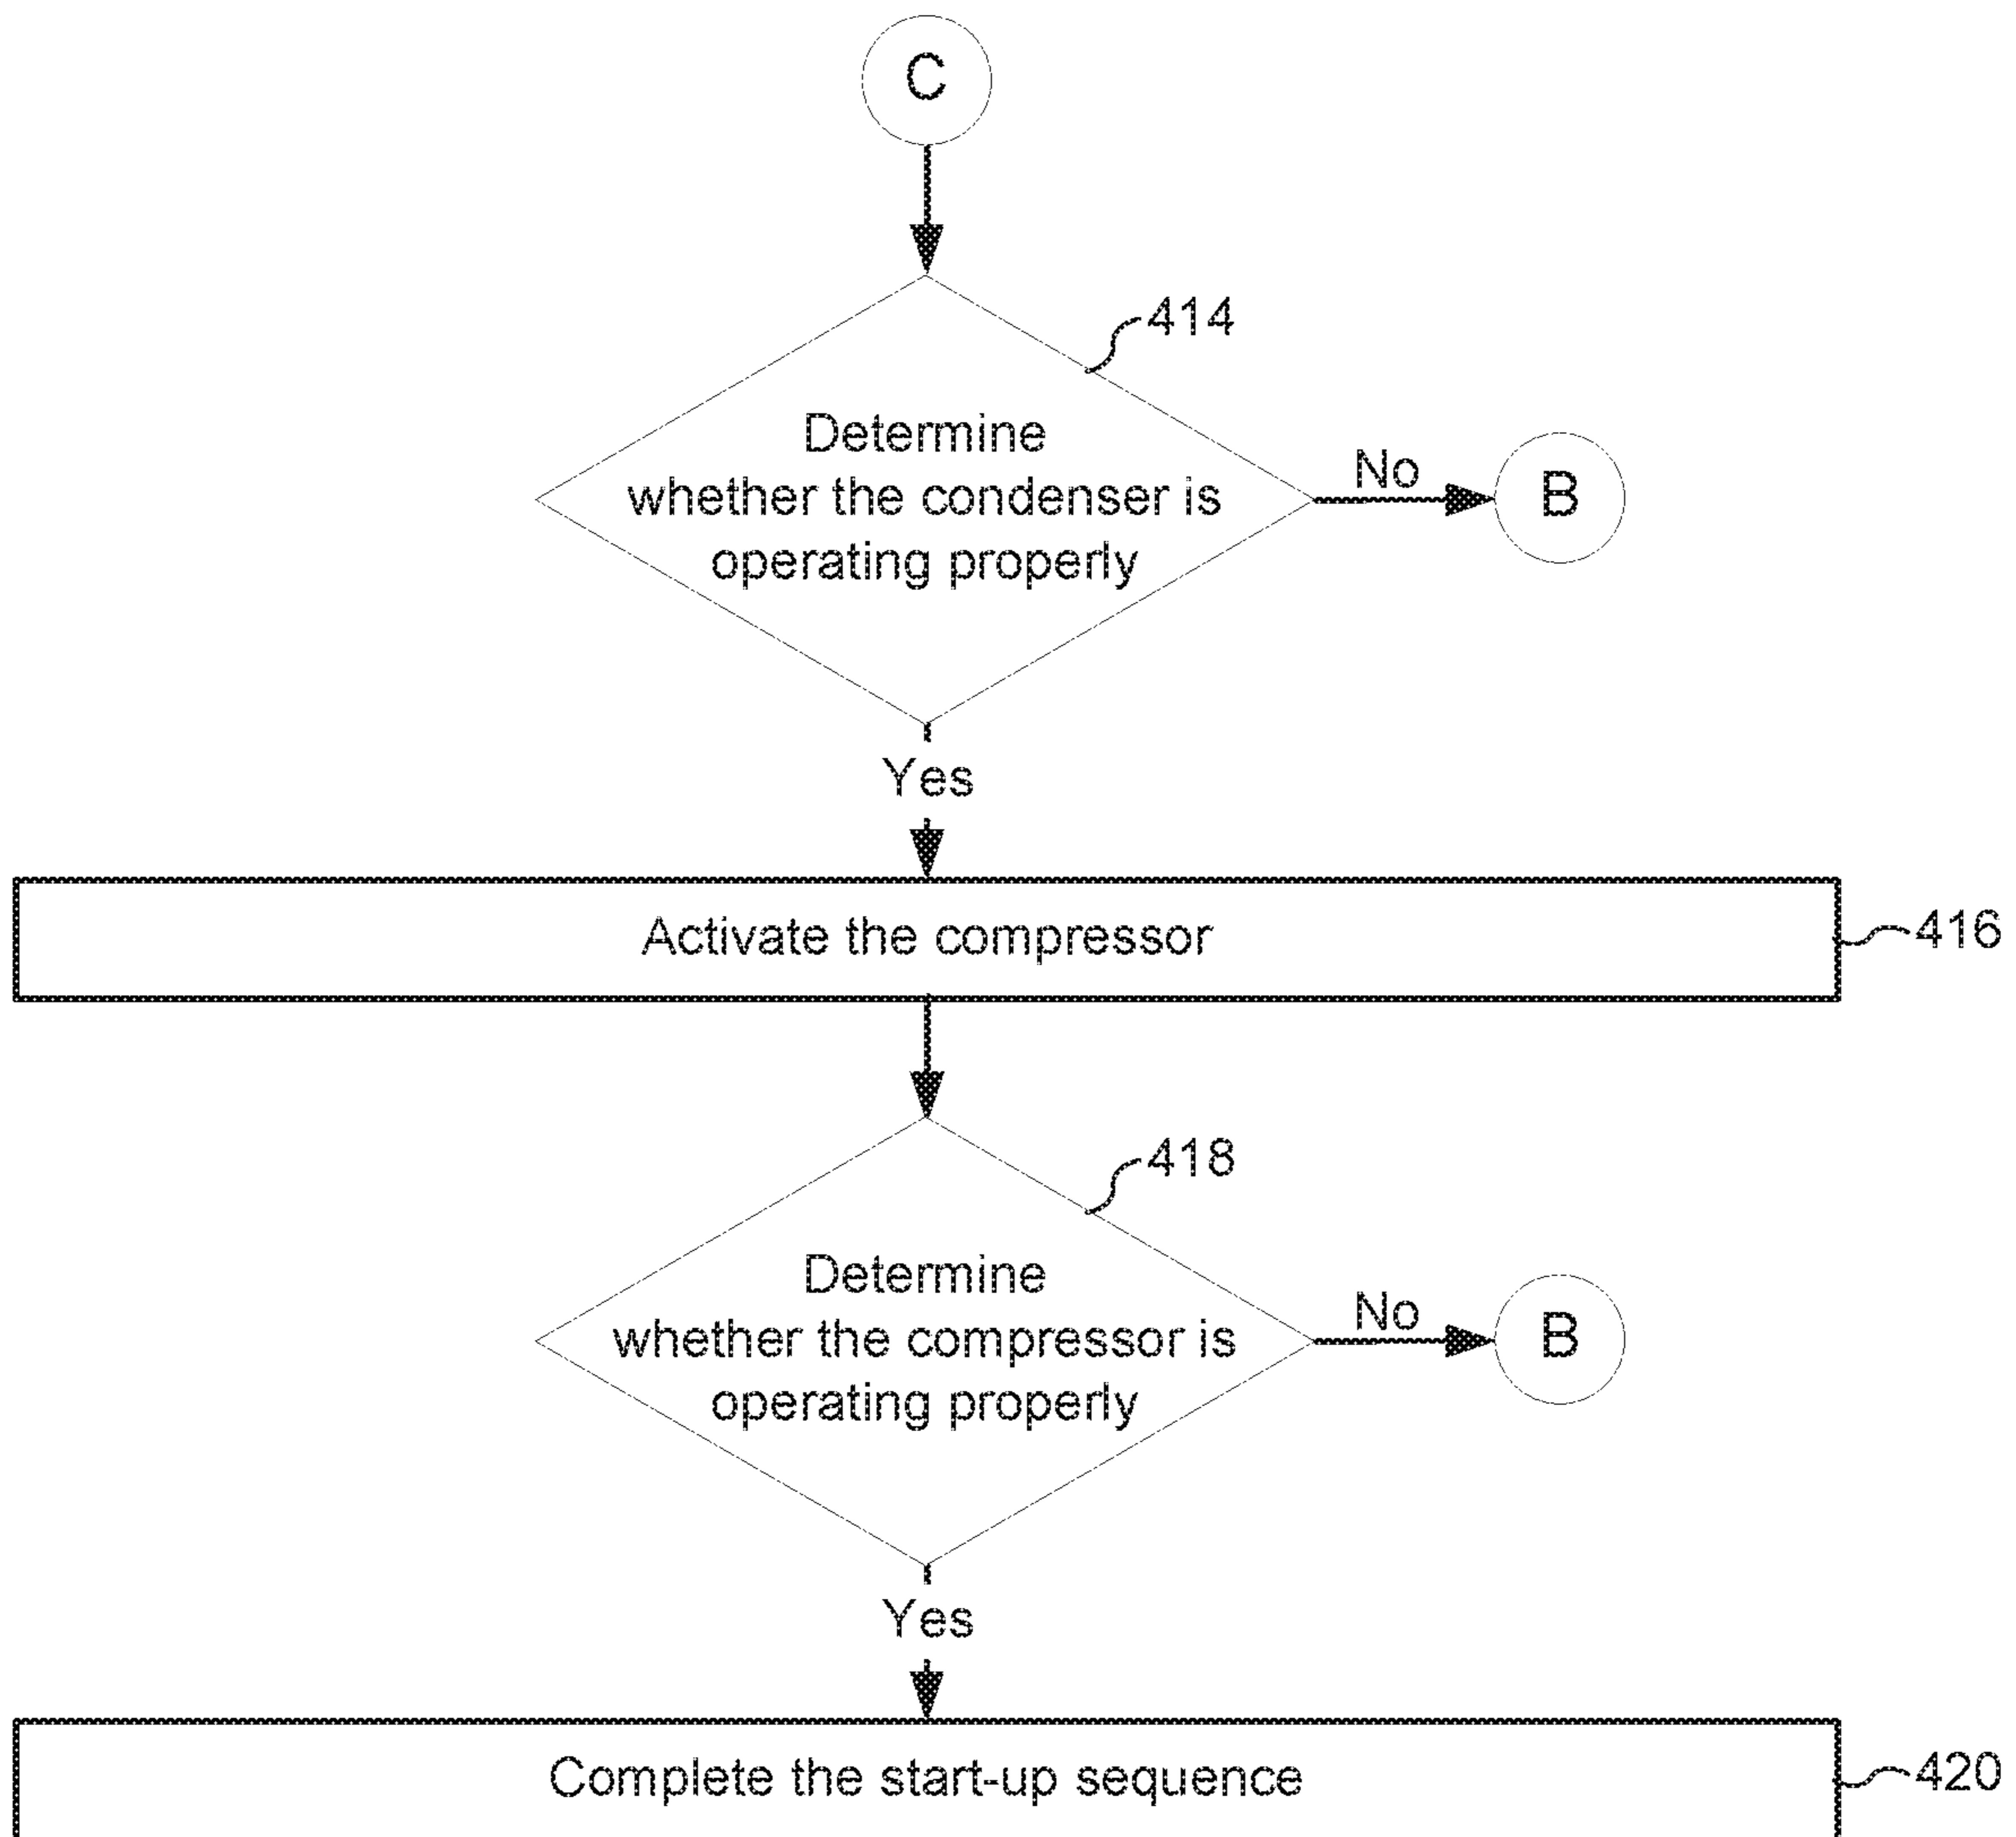 C
414
Determine
whether the condenser is
operating properly
No
B
Yes
Activate the compressor
416
418
Determine
whether the compressor is
operating properly
No
B
Yes
Complete the start-up sequence
420